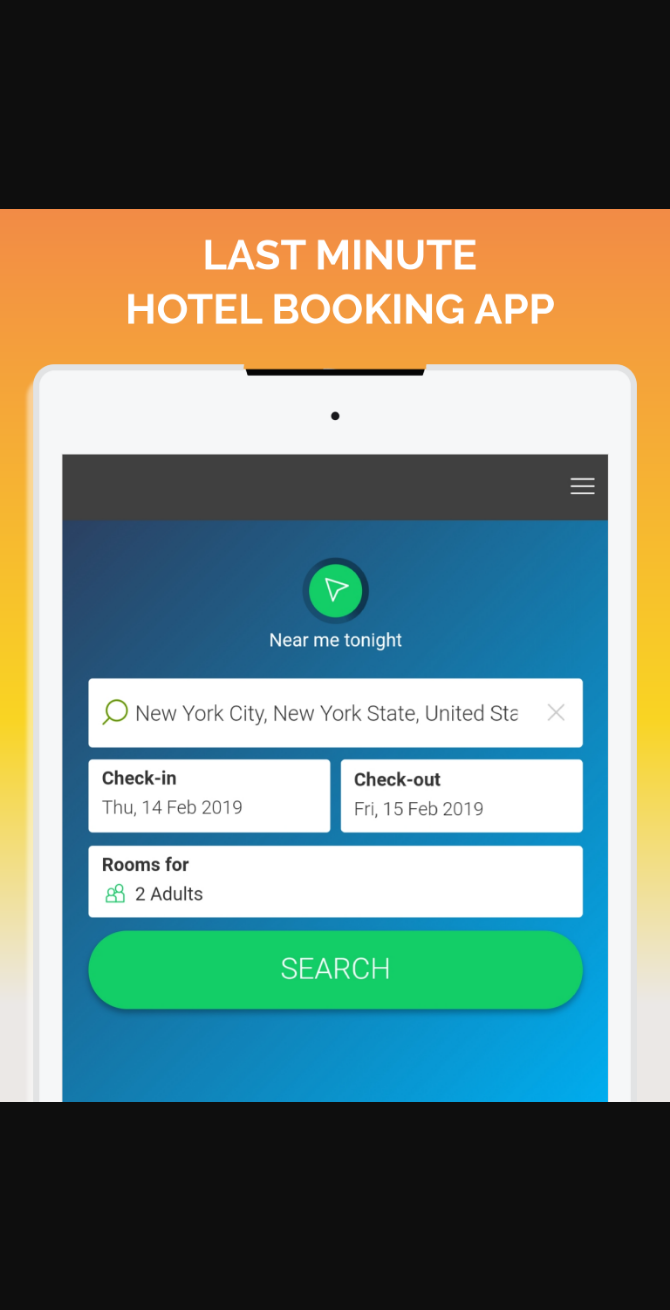 LAST MINUTE
HOTEL BOOKING APP
Near me tonight
New York City, New York State, United Sta
Check-in
Thu, 14 Feb 2019
Check-out
Fri, 15 Feb 2019
Rooms for
2 Adults
SEARCH